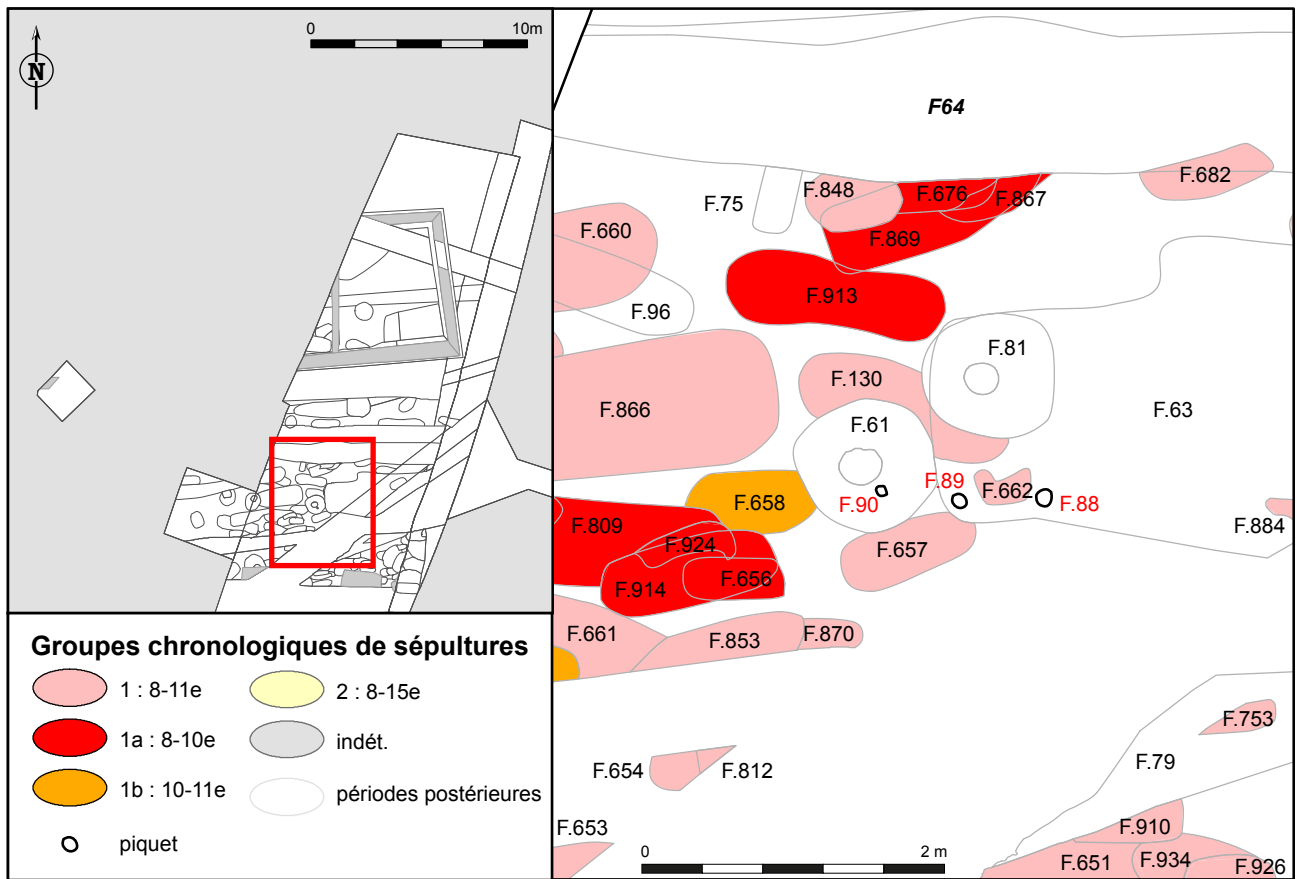 N
0
10m
Groupes chronologiques de sépultures
1 : 8-11e
2 : 8-15e
1a : 8-10e
indét.
1b : 10-11e
périodes postérieures
piquet
F64
F.682
F.848
F.676
F.867
F.75
F.660
F.869
F.913
F.96
F.81
F.130
F.866
F.61
F.63
F.658
F.90
F.89
F.662
F.88
F.809
F.884
F.924
F.657
F.914
F.656
F.661
F.853
F.870
F.753
F.79
F.654
F.812
F.653
F.910
0
2 m
F.651
F.934
F.926